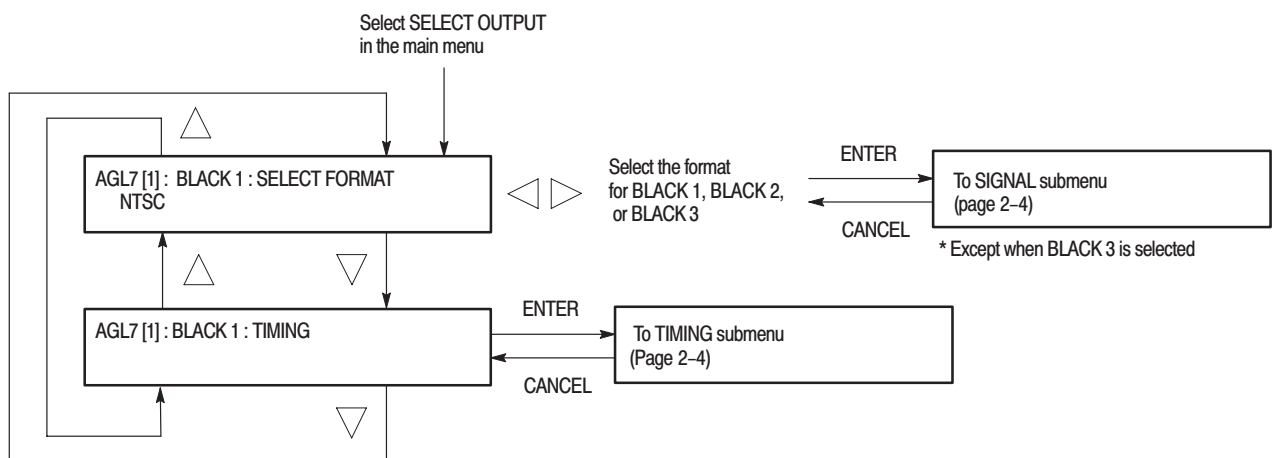 Select SELECT OUTPUT
in the main menu
AGL7 [1] : BLACK 1 : SELECT FORMAT
NTSC
Select the format
for BLACK 1, BLACK 2,
or BLACK 3
ENTER
CANCEL
To SIGNAL submenu
(page 2–4)
* Except when BLACK 3 is selected
AGL7 [1] : BLACK 1 : TIMING
ENTER
CANCEL
To TIMING submenu
(Page 2–4)